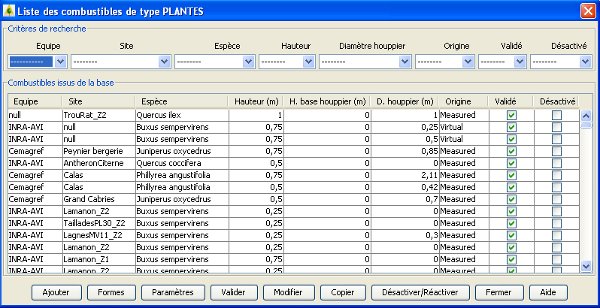 Liste des combustibles de type PLANTES
Critères de recherche
Equipe Site Espèce Hauteur Diamètre houppier Origine Validé Désactivé
----------- -------- -------- -------- -------- -------- -------- --------
Combustibles issus de la base
Equipe Site Espèce Hauteur (m) H. base houppier (m) D. houppier (m) Origine Validé Désactivé
null TrouRat_Z2 Quercus ilex 1 0 1 Measured
INRA-AVI null Buxus sempervirens 0,75 0 0,25 Virtual
INRA-AVI null Buxus sempervirens 0,75 0 0,5 Virtual
Cemagref Peynier bergerie Juniperus oxycedrus 0,75 0 0,85 Measured
INRA-AVI AntheronCiterne Quercus coccifera 0,5 0 0 Measured
Cemagref Calas Phillyrea angustifolia 0,75 0 2,11 Measured
Cemagref Calas Phillyrea angustifolia 0,5 0 0,42 Measured
Cemagref Grand Cabries Juniperus oxycedrus 0,5 0 0,7 Measured
INRA-AVI Lamanon_Z2 Buxus sempervirens 0,25 0 0 Measured
INRA-AVI TailladesPL30_Z2 Buxus sempervirens 0,25 0 0 Measured
INRA-AVI LagnesMV11_Z2 Buxus sempervirens 0,25 0 0,3 Measured
INRA-AVI Lamanon_Z2 Buxus sempervirens 0,25 0 0 Measured
INRA-AVI Lamanon_Z1 Buxus sempervirens 0,75 0 0 Measured
INRA-AVI Lamanon_Z2 Buxus sempervirens 0,25 0 0 Measured
Ajouter Formes Paramètres Valider Modifier Copier Désactiver/Réactiver Fermer Aide